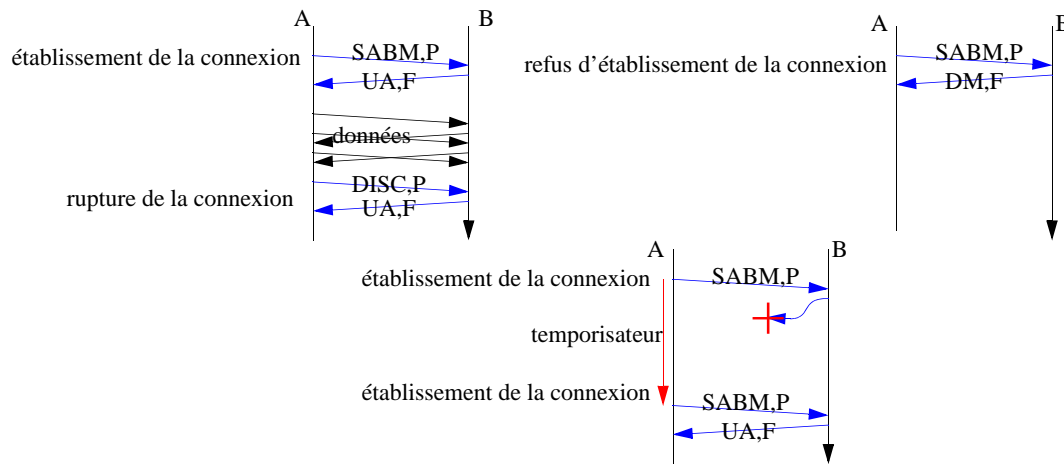 A
B
établissement de la connexion
SABM,P
UA,F
données
rupture de la connexion
DISC,P
UA,F
A
B
refus d’établissement de la connexion
SABM,P
DM,F
A
B
établissement de la connexion
SABM,P
temporisateur
établissement de la connexion
SABM,P
UA,F